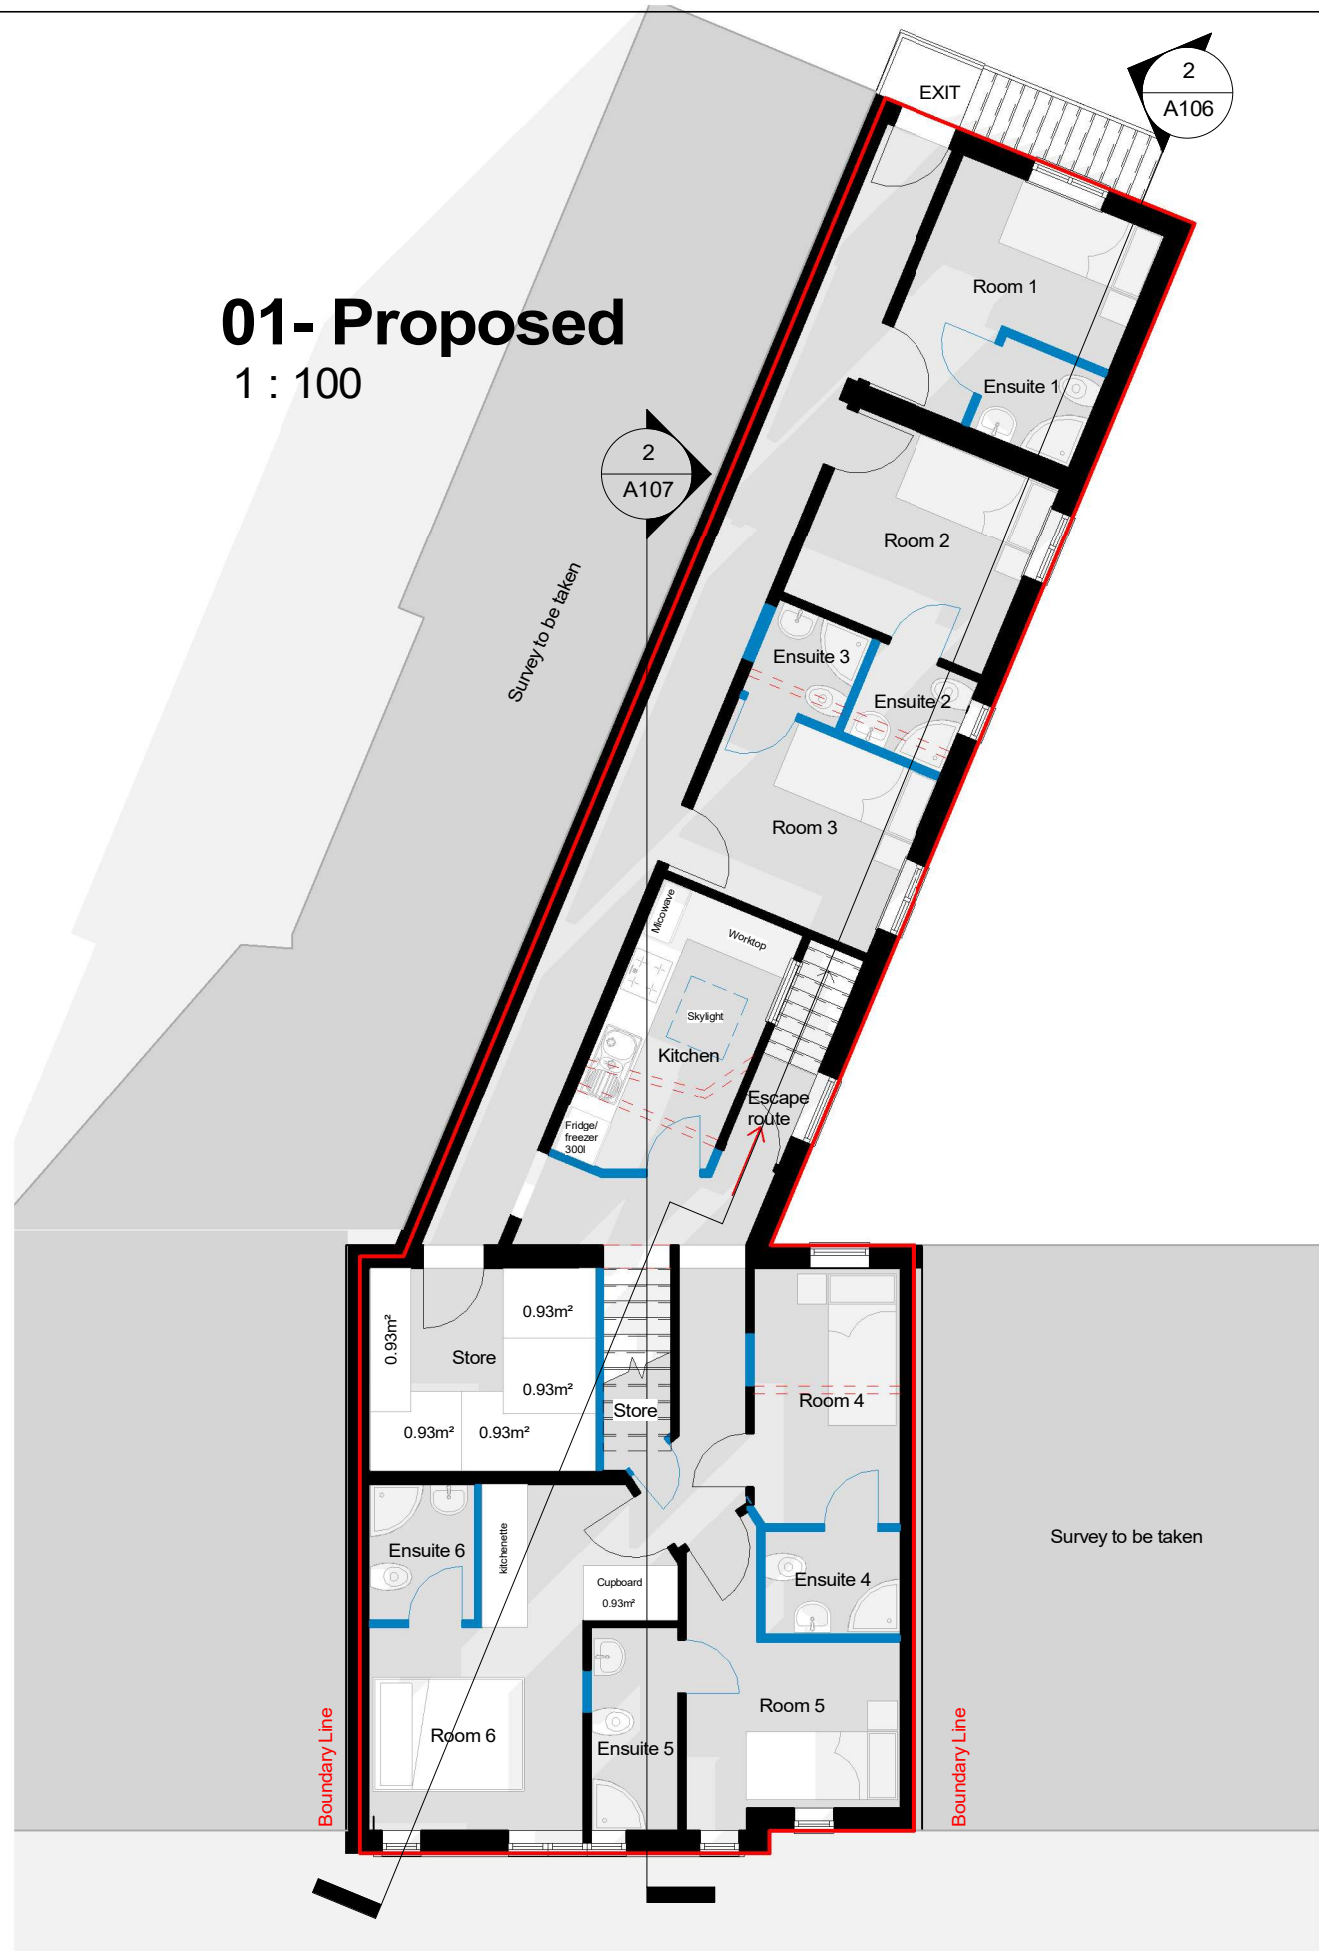 EXIT
2
A106
Room 1
01- Proposed
1 : 100
Ensuite 1
2
A107
Room 2
Survey to be taken
Ensuite 3
Ensuite 2
Room 3
Micowave
Worktop
Skylight
Kitchen
Escape
route
Fridge/
freezer
300l
0.93m²
0.93m²
Store
0.93m²
Room 4
Store
0.93m²
0.93m²
Survey to be taken
kitchenette
Ensuite 6
Ensuite 4
Cupboard
0.93m²
Room 5
Room 6
Ensuite 5
Boundary Line
Boundary Line